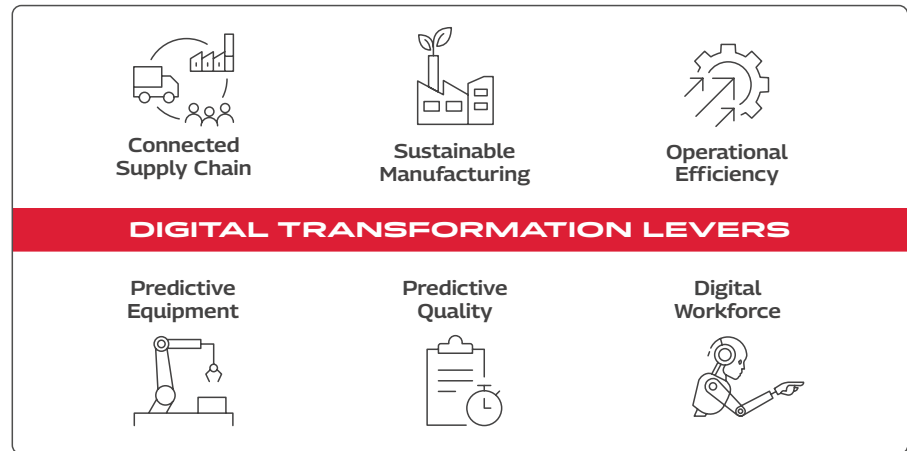 Connected
Supply Chain
Sustainable
Manufacturing
Operational
Efficiency
DIGITAL TRANSFORMATION LEVERS
Predictive
Equipment
Predictive
Quality
Digital
Workforce